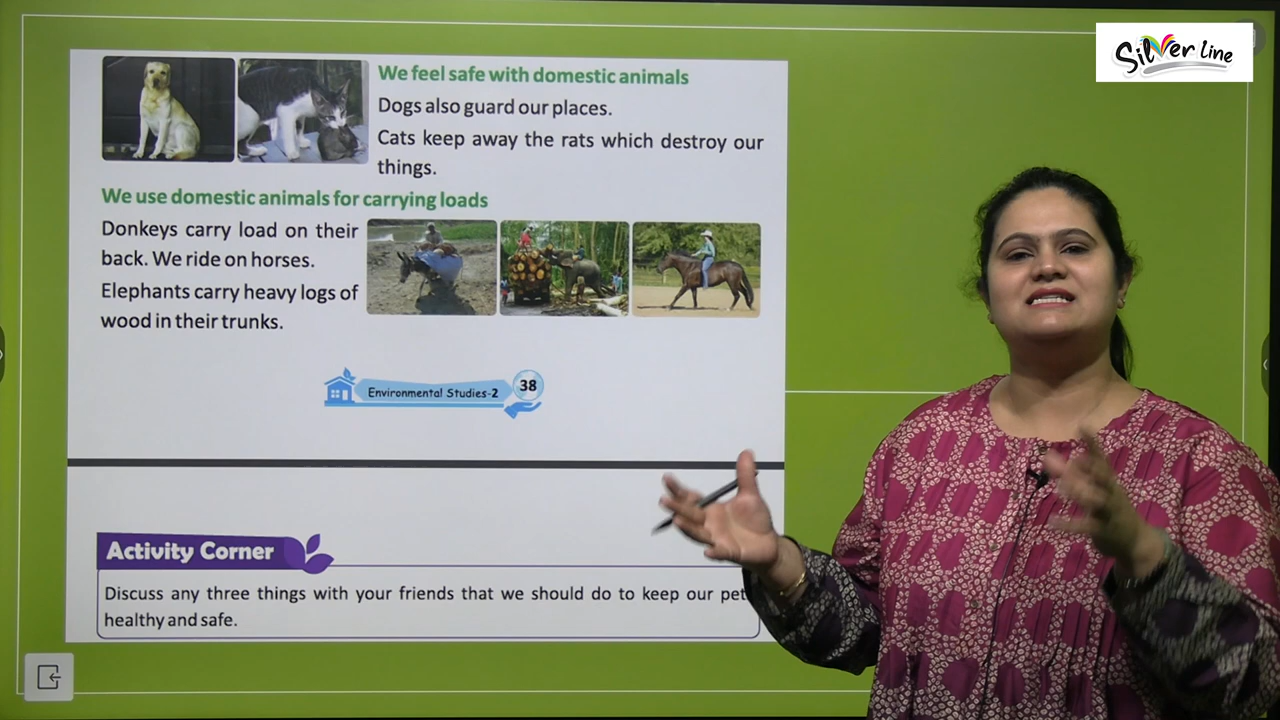 Silver line
We feel safe with domestic animals
Dogs also guard our places.
Cats keep away the rats which destroy our
things.
We use domestic animals for carrying loads
Donkeys carry load on their
back. We ride on horses.
Elephants carry heavy logs of
wood in their trunks.
Environmental Studies-2 38
Activity Corner
Discuss any three things with your friends that we should do to keep our pet
healthy and safe.